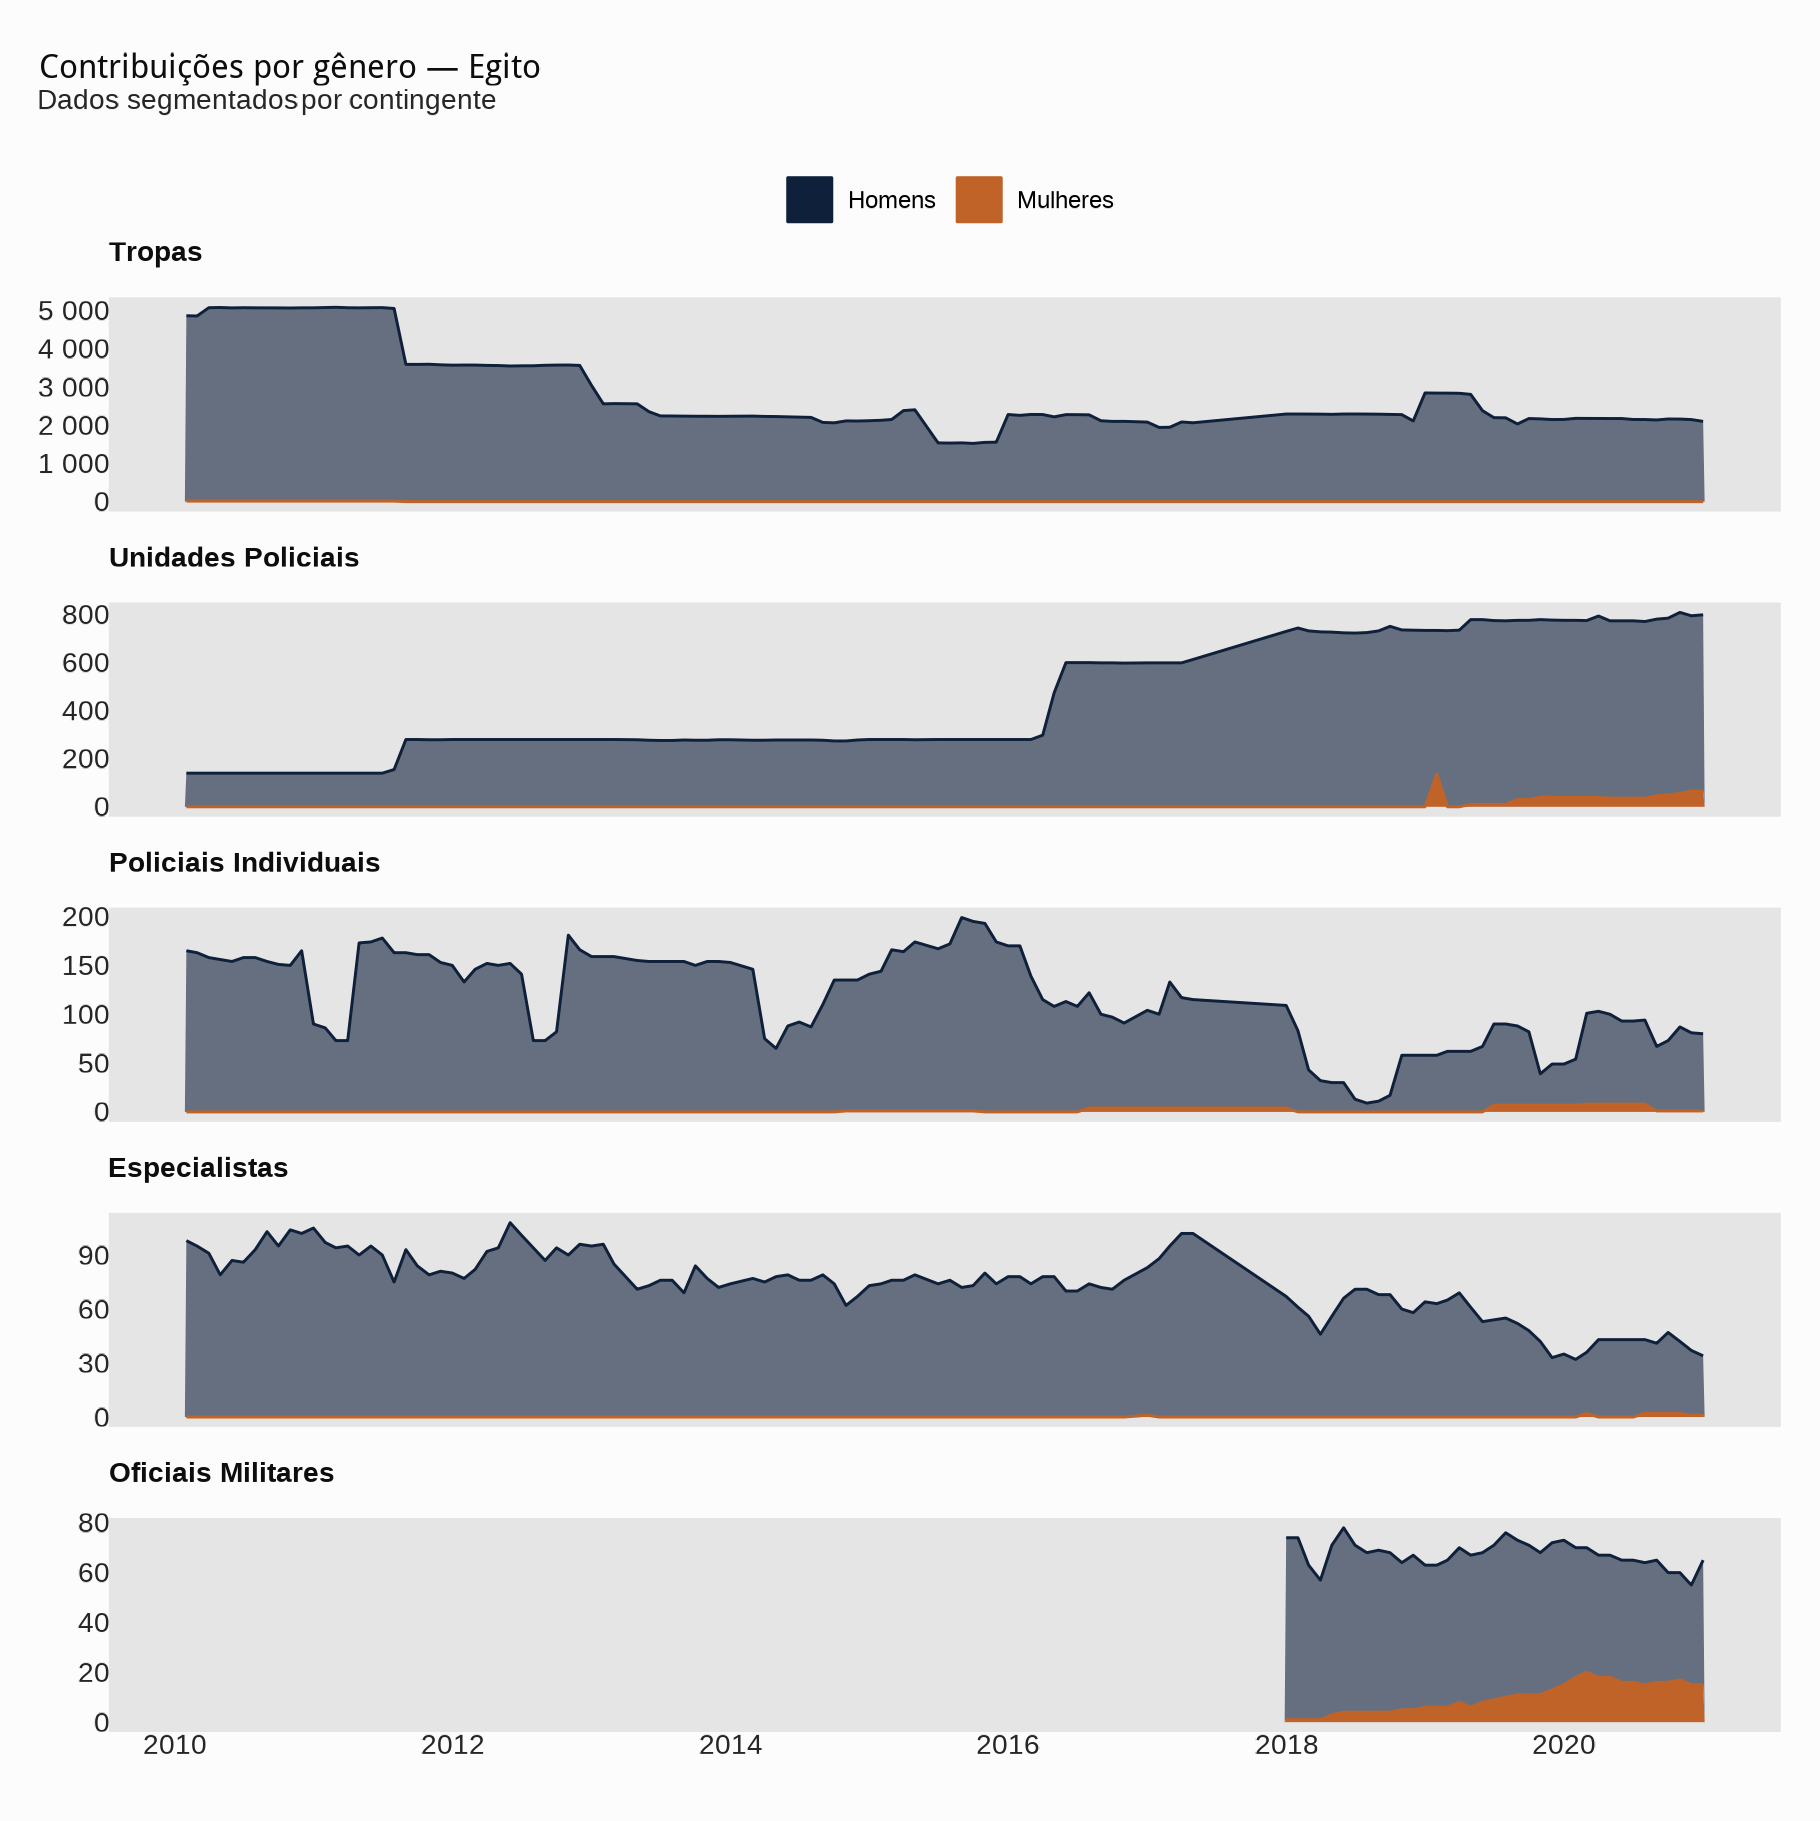 Contribuições por gênero — Egito
Dados segmentados por contingente
Homens
Mulheres
Tropas
5 000
4 000
3 000
2 000
1 000
0
Unidades Policiais
800
600
400
200
0
Policiais Individuais
200
150
100
50
0
Especialistas
90
60
30
0
Oficiais Militares
80
60
40
20
0
2010 2012 2014 2016 2018 2020